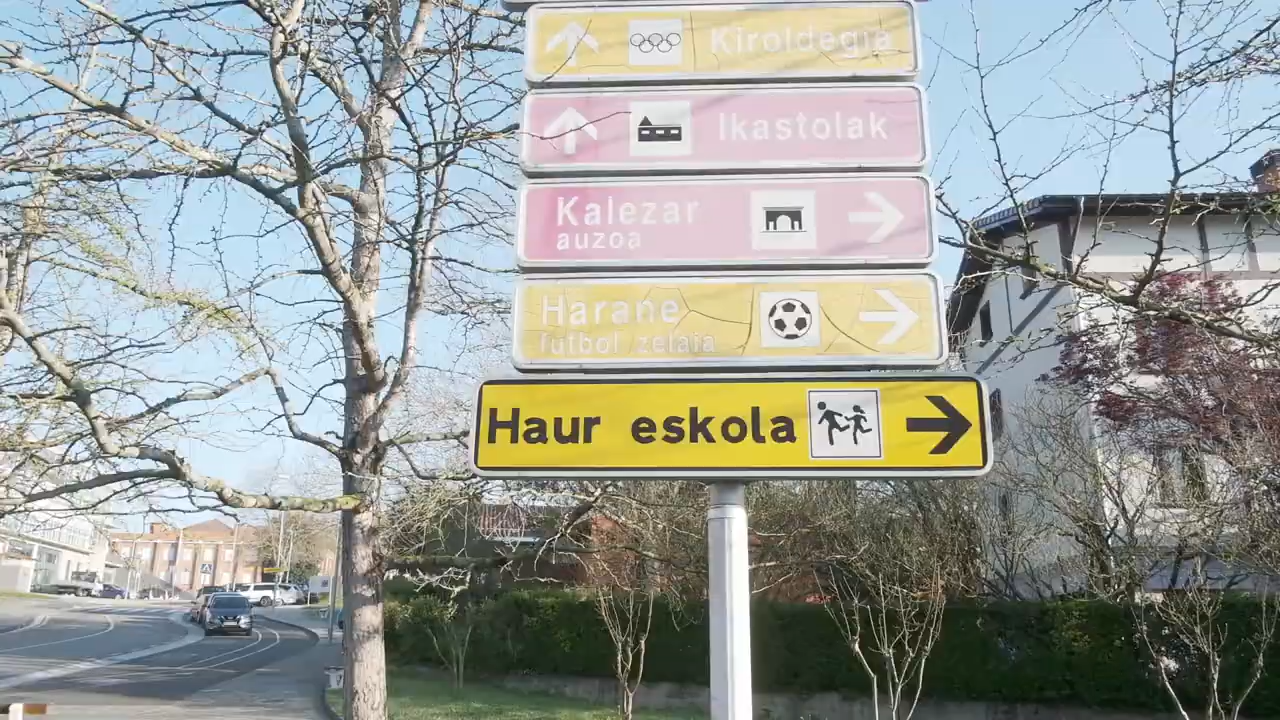 Kiroldegia
Ikastolak
Kalezar
auzoa
Harane
futbol zelaia
Haur eskola